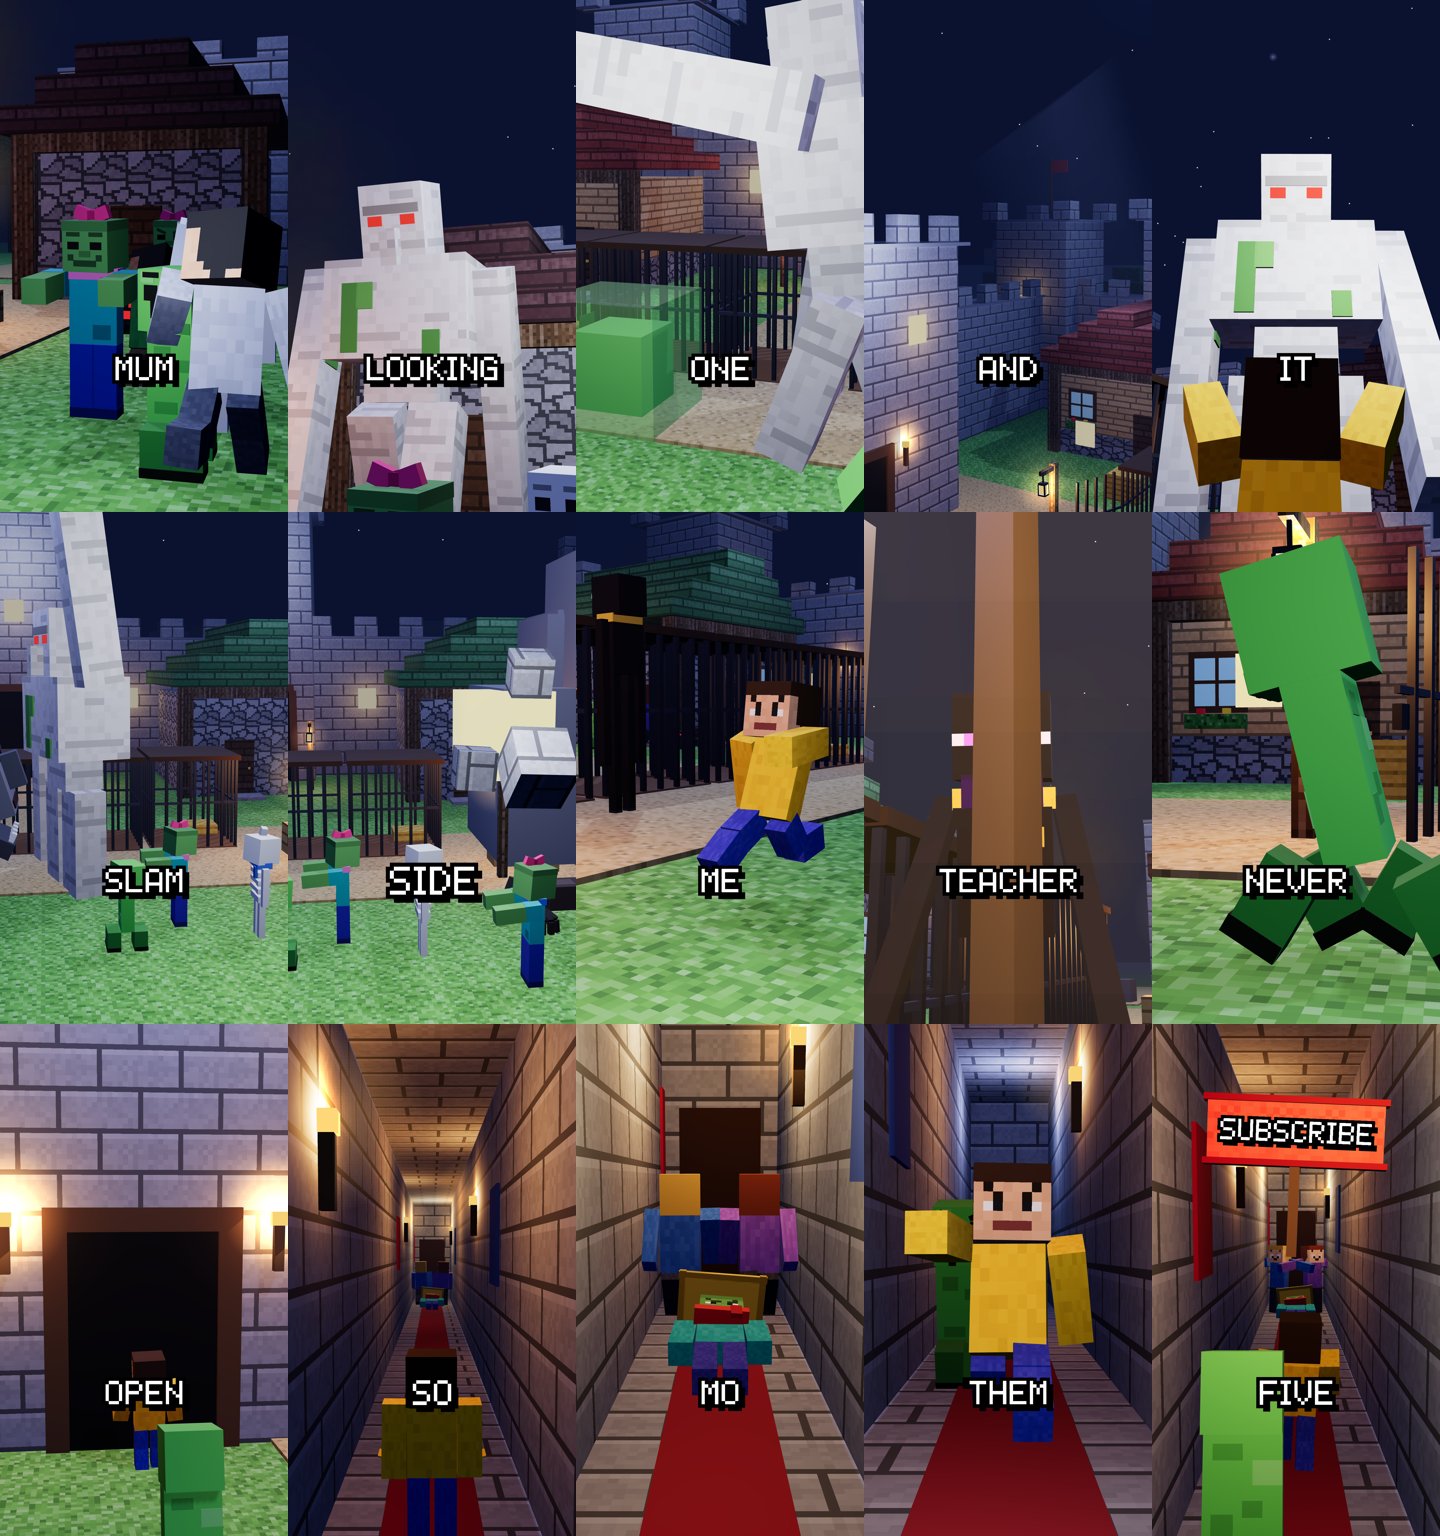 MUM
LOOKING
ONE
AND
IT
SLAM
SIDE
ME
TEACHER
NEVER
OPEN
SO
MO
THEM
SUBSCRIBE
FIVE